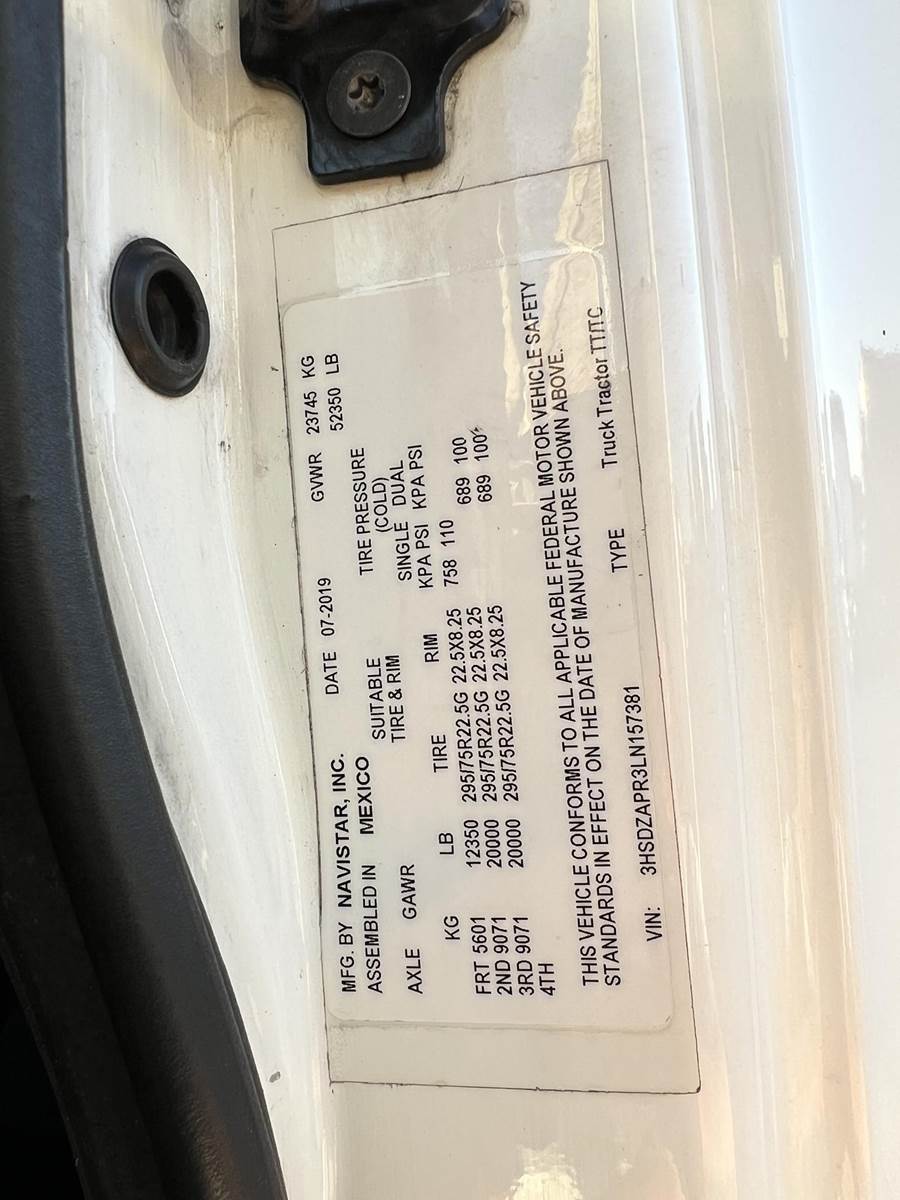 MFG. BY NAVISTAR, INC. DATE 07-2019 GVWR 23745 KG
ASSEMBLED IN MEXICO 52350 LB
SUITABLE TIRE PRESSURE
AXLE GAWR TIRE & RIM (COLD)
SINGLE DUAL
KG LB TIRE RIM KPA PSI KPA PSI
FRT 5601 12350 295/75R22.5G 22.5X8.25 758 110
2ND 9071 20000 295/75R22.5G 22.5X8.25 689 100
3RD 9071 20000 295/75R22.5G 22.5X8.25 689 100
4TH
THIS VEHICLE CONFORMS TO ALL APPLICABLE FEDERAL MOTOR VEHICLE SAFETY
STANDARDS IN EFFECT ON THE DATE OF MANUFACTURE SHOWN ABOVE.
VIN: 3HSDZAPR3LN157381 TYPE Truck Tractor TT/TC